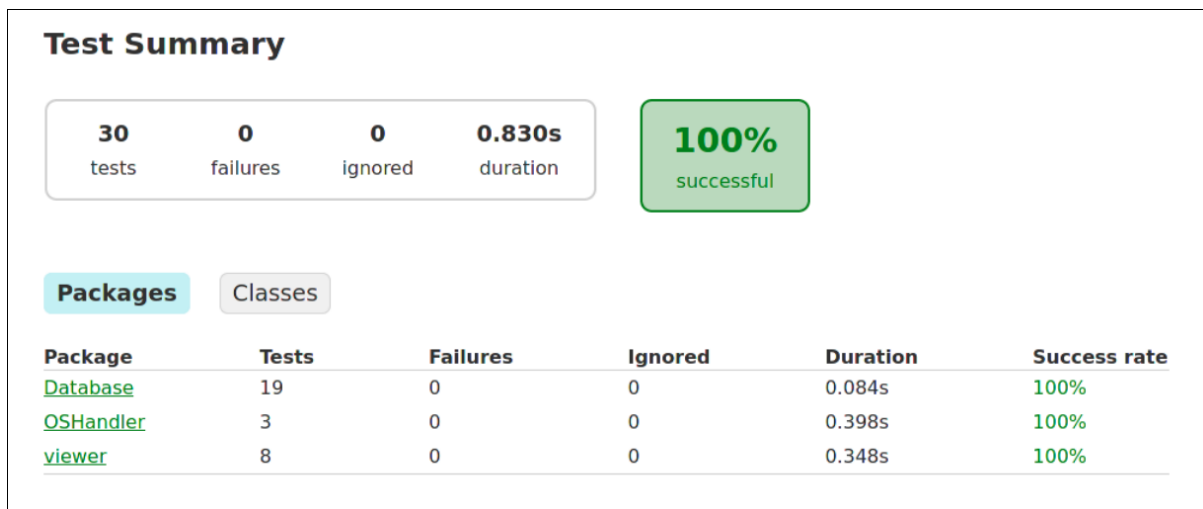 Test Summary
30 0 0 0.830s
tests failures ignored duration
100%
successful
Packages Classes
Package Tests Failures Ignored Duration Success rate
Database 19 0 0 0.084s 100%
OSHandler 3 0 0 0.398s 100%
viewer 8 0 0 0.348s 100%